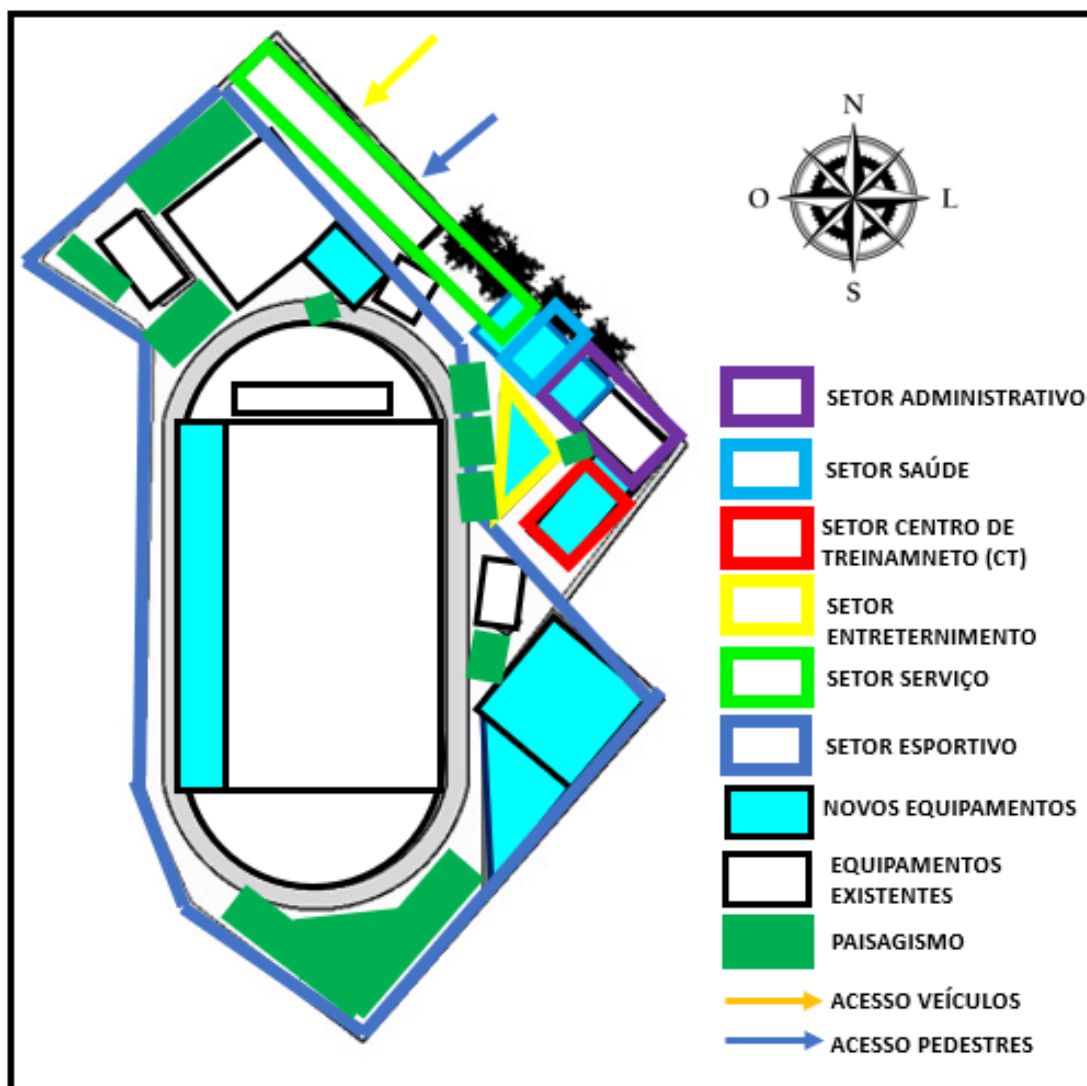 N
O L
S
SETOR ADMINISTRATIVO
SETOR SAÚDE
SETOR CENTRO DE
TREINAMNETO (CT)
SETOR
ENTRETERNIMENTO
SETOR SERVIÇO
SETOR ESPORTIVO
NOVOS EQUIPAMENTOS
EQUIPAMENTOS
EXISTENTES
PAISAGISMO
ACESSO VEÍCULOS
ACESSO PEDESTRES